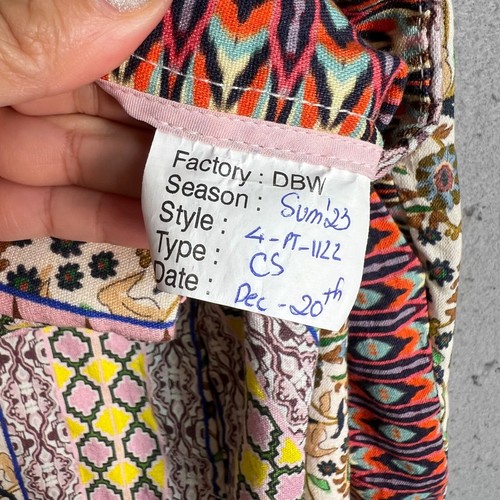 Factory : DBW
Season : Sum'23
Style : 4-PT-1122
Type : CS
Date : Dec - 20th